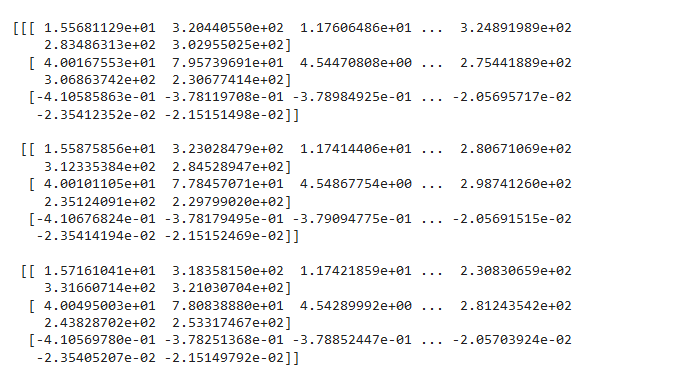 [[[ 1.55681129e+01  3.20440550e+02  1.17606486e+01 ...  3.24891989e+02
    2.83486313e+02  3.02955025e+02]
  [ 4.00167553e+01  7.95739691e+01  4.54470808e+00 ...  2.75441889e+02
    3.06863742e+02  2.30677414e+02]
  [-4.10585863e-01 -3.78119708e-01 -3.78984925e-01 ... -2.05695717e-02
   -2.35412352e-02 -2.15151498e-02]]
 [[ 1.55875856e+01  3.23028479e+02  1.17414406e+01 ...  2.80671069e+02
    3.12335384e+02  2.84528947e+02]
  [ 4.00101105e+01  7.78457071e+01  4.54867754e+00 ...  2.98741260e+02
    2.35124091e+02  2.29799020e+02]
  [-4.10676824e-01 -3.78179495e-01 -3.79094775e-01 ... -2.05691515e-02
   -2.35414194e-02 -2.15152469e-02]]
 [[ 1.57161041e+01  3.18358150e+02  1.17421859e+01 ...  2.30830659e+02
    3.31660714e+02  3.21030704e+02]
  [ 4.00495003e+01  7.80838880e+01  4.54289992e+00 ...  2.81243542e+02
    2.43828702e+02  2.53317467e+02]
  [-4.10569780e-01 -3.78251368e-01 -3.78852447e-01 ... -2.05703924e-02
   -2.35405207e-02 -2.15149792e-02]]